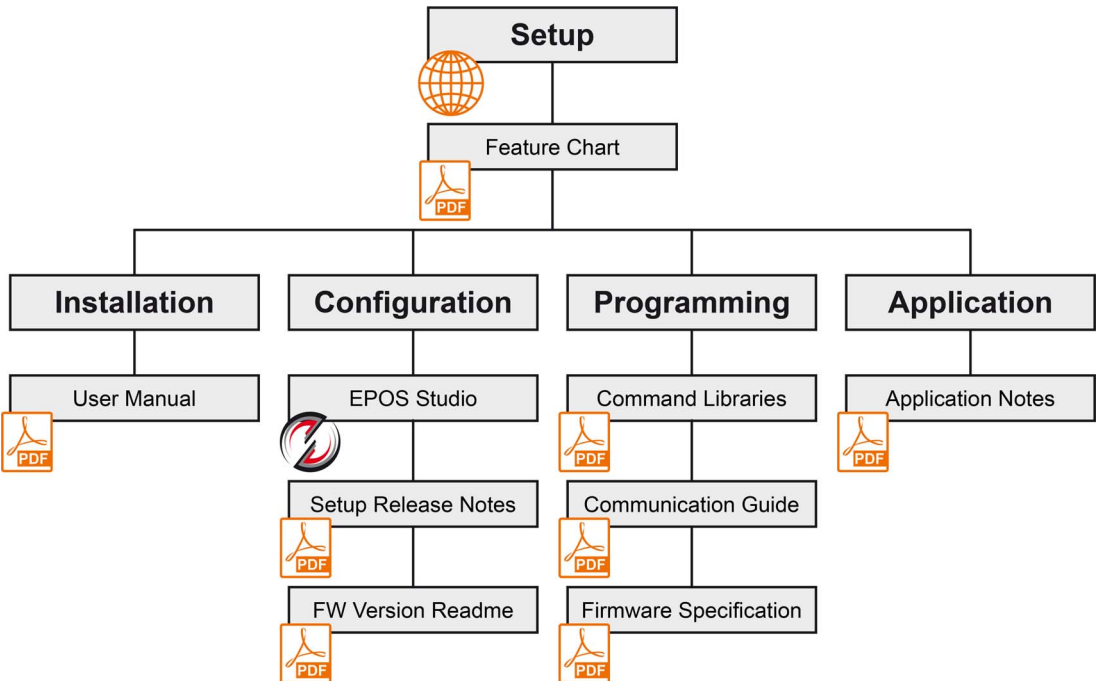 Setup
Feature Chart
PDF
Installation
Configuration
Programming
Application
User Manual
EPOS Studio
Command Libraries
Application Notes
PDF
PDF
PDF
Setup Release Notes
Communication Guide
PDF
PDF
FW Version Readme
Firmware Specification
PDF
PDF